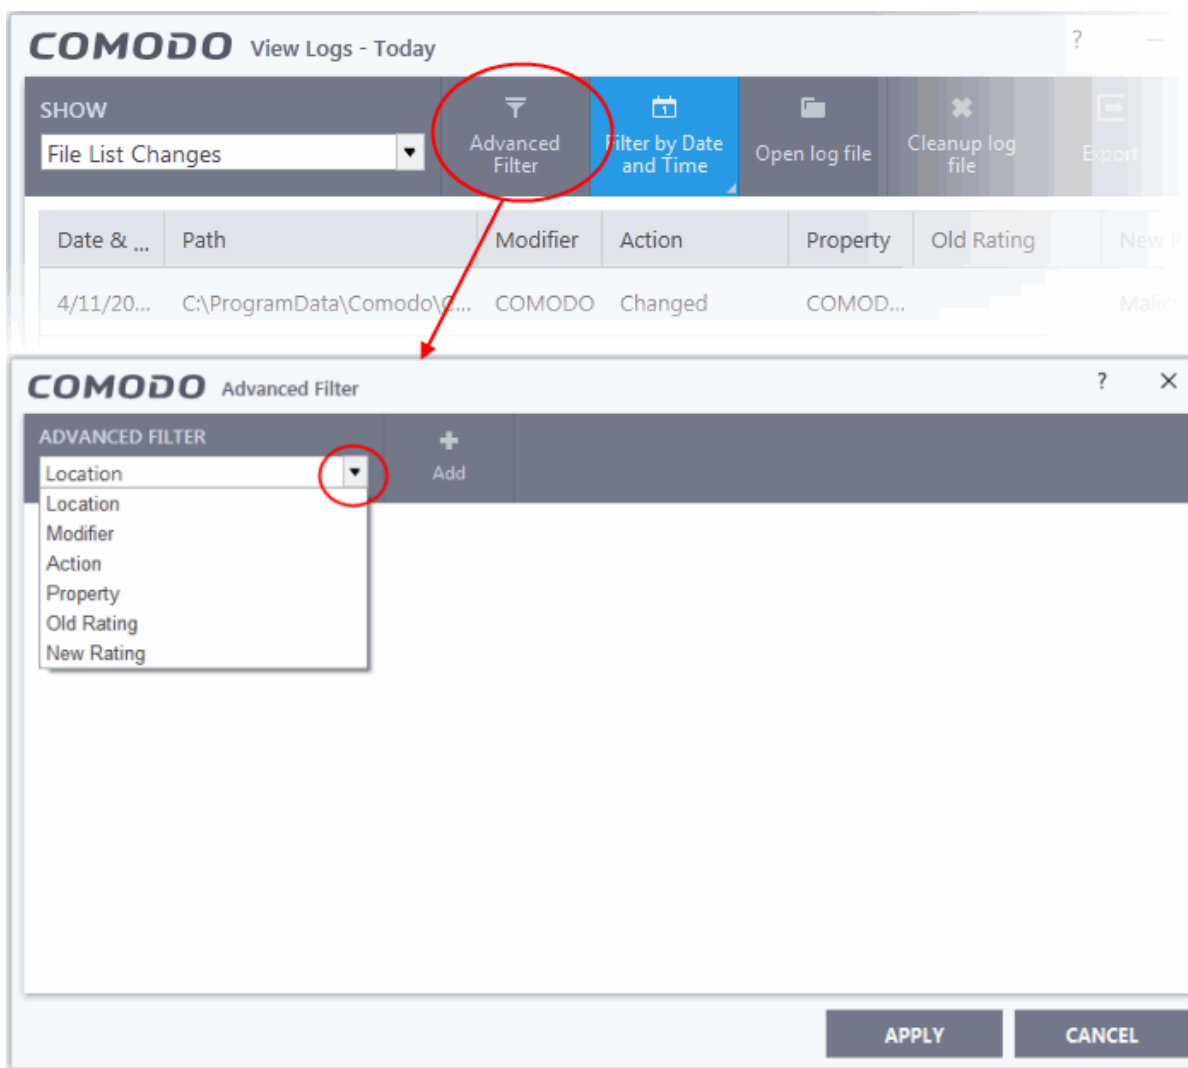 COMODO View Logs - Today ?
SHOW
File List Changes
Advanced
Filter
1
Filter by Date
and Time
Open log file
Cleanup log
file
Export
Date & ... Path Modifier Action Property Old Rating New
4/11/20... C:\ProgramData\Comodo\C... COMODO Changed COMOD...
COMODO Advanced Filter ?
ADVANCED FILTER
Location
Add
Location
Modifier
Action
Property
Old Rating
New Rating
APPLY CANCEL